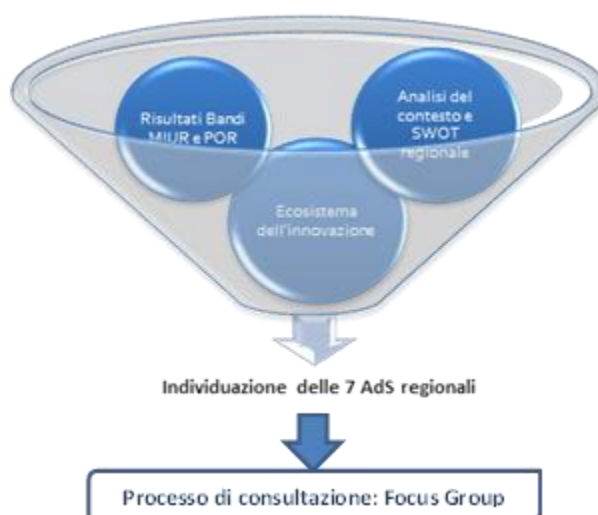 Risultati Bandi
MIUR e POR
Analisi del
contesto e
SWOT
regionale
Ecosistema
dell'innovazione
Individuazione delle 7 AdS regionali
Processo di consultazione: Focus Group